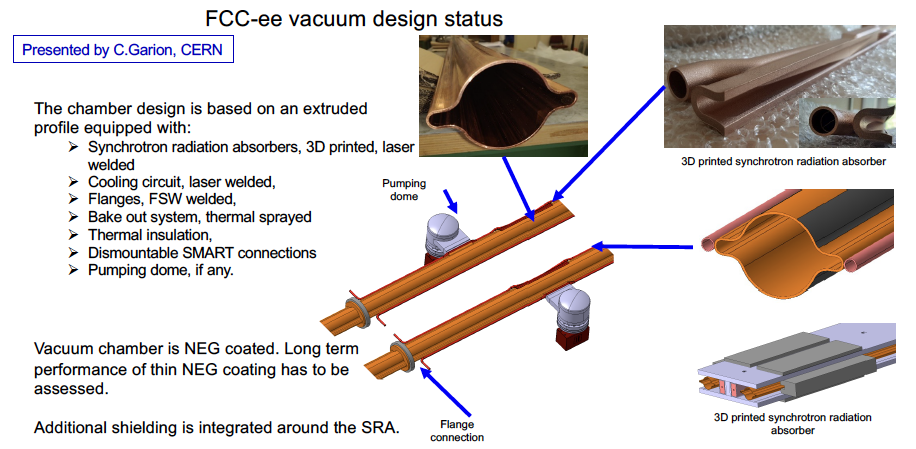 FCC-ee vacuum design status
Presented by C.Garion, CERN
The chamber design is based on an extruded
profile equipped with:
➢ Synchrotron radiation absorbers, 3D printed, laser
welded
➢ Cooling circuit, laser welded,
➢ Flanges, FSW welded,
➢ Bake out system, thermal sprayed
➢ Thermal insulation,
➢ Dismountable SMART connections
➢ Pumping dome, if any.
Vacuum chamber is NEG coated. Long term
performance of thin NEG coating has to be
assessed.
Additional shielding is integrated around the SRA.
Pumping
dome
3D printed synchrotron radiation absorber
3D printed synchrotron radiation
absorber
Flange
connection